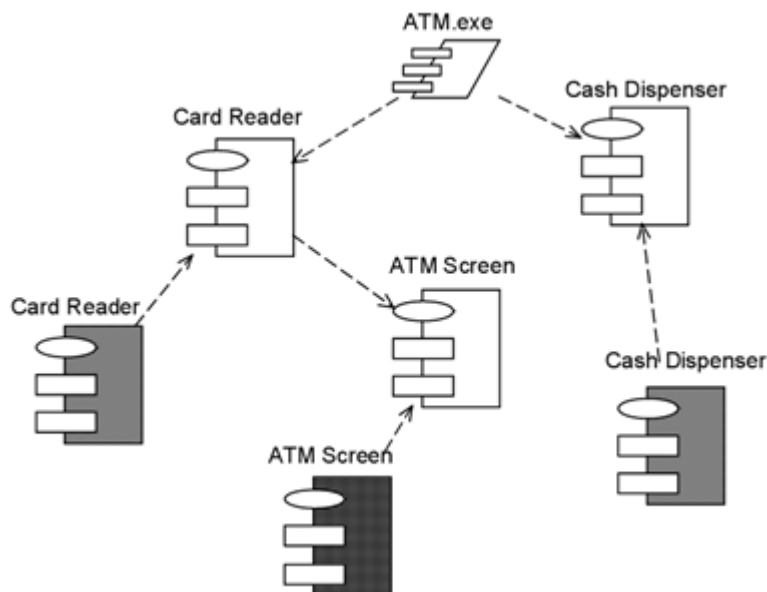 ATM.exe
Cash Dispenser
Card Reader
ATM Screen
Card Reader
Cash Dispenser
ATM Screen